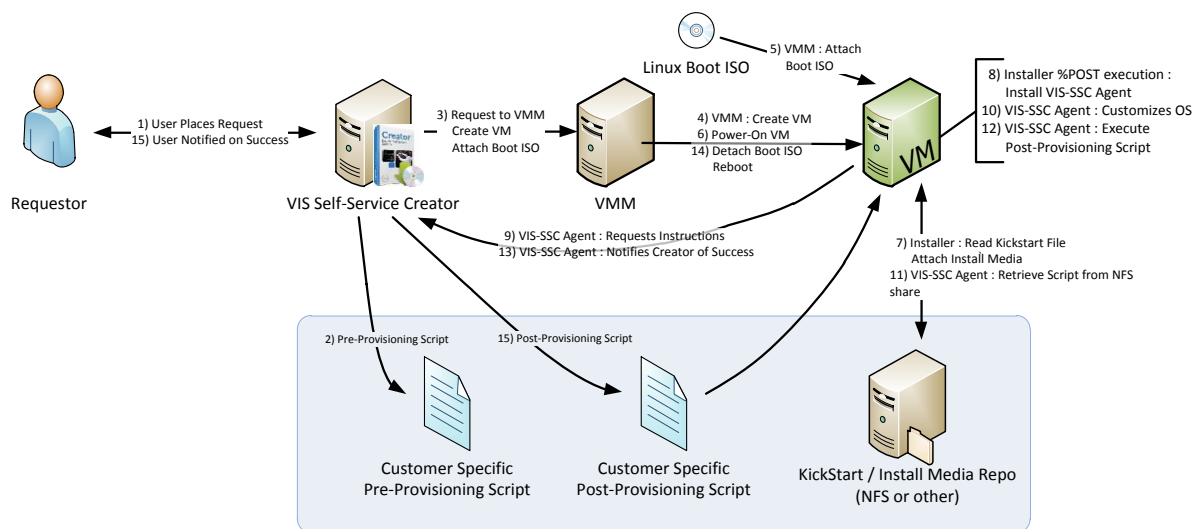 Linux Boot ISO
5) VMM : Attach
Boot ISO
8) Installer %POST execution :
Install VIS-SSC Agent
10) VIS-SSC Agent : Customizes OS
12) VIS-SSC Agent : Execute
Post-Provisioning Script
1) User Places Request
15) User Notified on Success
3) Request to VMM
Create VM
Attach Boot ISO
4) VMM : Create VM
6) Power-On VM
14) Detach Boot ISO
Reboot
Creator
VM
Requestor
VIS Self-Service Creator
VMM
9) VIS-SSC Agent : Requests Instructions
13) VIS-SSC Agent : Notifies Creator of Success
7) Installer : Read Kickstart File
Attach Install Media
11) VIS-SSC Agent : Retrieve Script from NFS
share
2) Pre-Provisioning Script
15) Post-Provisioning Script
Customer Specific
Pre-Provisioning Script
Customer Specific
Post-Provisioning Script
KickStart / Install Media Repo
(NFS or other)